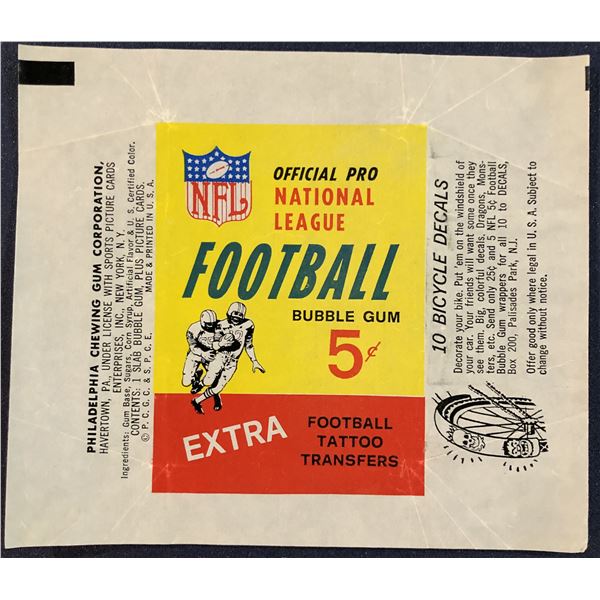 PHILADELPHIA CHEWING GUM CORPORATION,
HAVERTOWN, PA., UNDER LICENSE WITH SPORTS PICTURE CARDS
ENTERPRISES, INC., NEW YORK, N.Y.
CONTENTS: 1 SLAB BUBBLE GUM, PLUS PICTURE CARDS.
Ingredients: Gum Base, Sugars, Corn Syrup, Artificial Flavor & U. S. Certified Color.
© P. C. G. C. & S. P. C. E. MADE & PRINTED IN U. S. A.
NFL
OFFICIAL PRO
NATIONAL
LEAGUE
FOOTBALL
BUBBLE GUM
5¢
EXTRA
FOOTBALL
TATTOO
TRANSFERS
10 BICYCLE DECALS
Decorate your bike. Put 'em on the windshield of
your car. Your friends will want some once they
see them. Big, colorful decals, Dragons, Mons-
ters, etc. Send only 25¢ and 5 NFL 5c Football
Bubble Gum wrappers for all 10 to DECALS,
Box 200, Palisades Park, N.J.
Offer good only where legal in U. S. A. Subject to
change without notice.